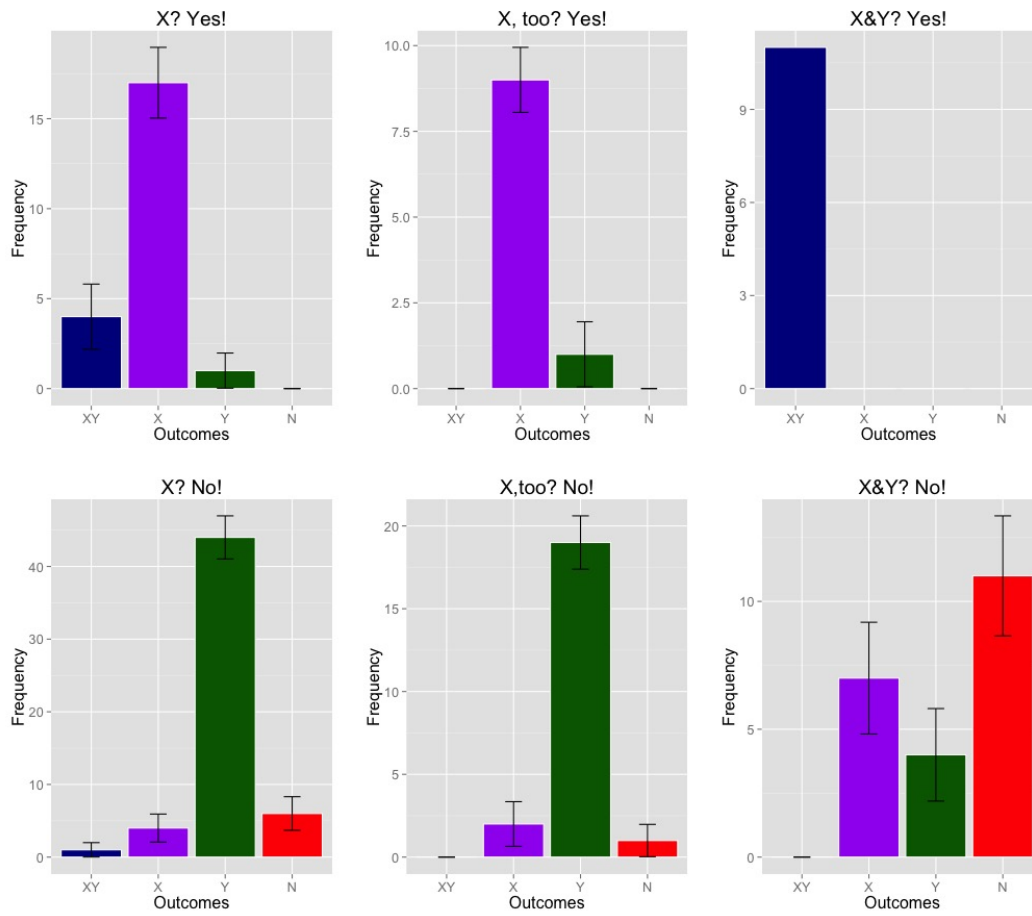 X? Yes!
Frequency
15
10
5
0
XY X Y N
Outcomes
X, too? Yes!
Frequency
10.0
7.5
5.0
2.5
0.0
XY X Y N
Outcomes
X&Y? Yes!
Frequency
9
6
3
0
XY X Y N
Outcomes
X? No!
Frequency
40
30
20
10
0
XY X Y N
Outcomes
X,too? No!
Frequency
20
15
10
5
0
XY X Y N
Outcomes
X&Y? No!
Frequency
10
5
0
XY X Y N
Outcomes